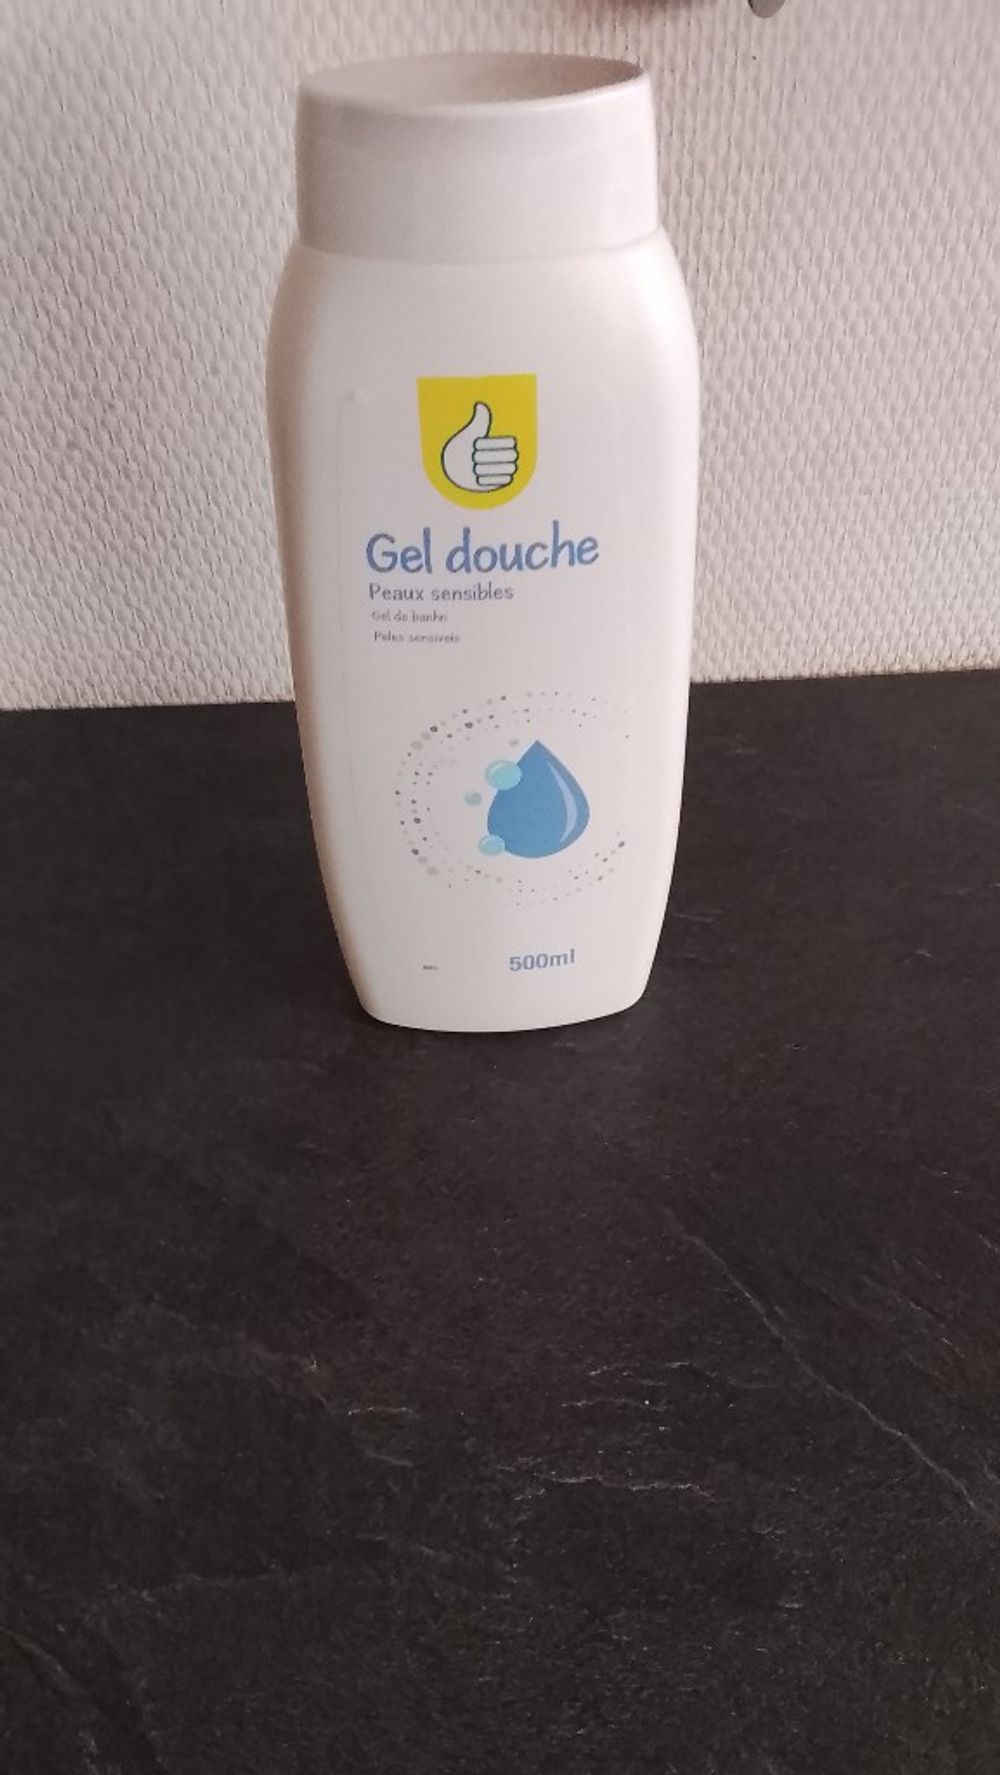 Gel douche
Peaux sensibles
Gel de banho
Peles sensíveis
500ml